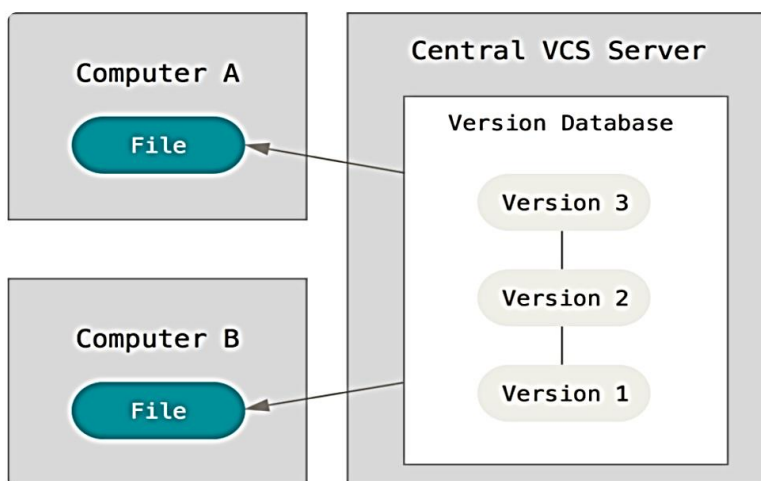 Computer A
File
Computer B
File
Central VCS Server
Version Database
Version 3
Version 2
Version 1